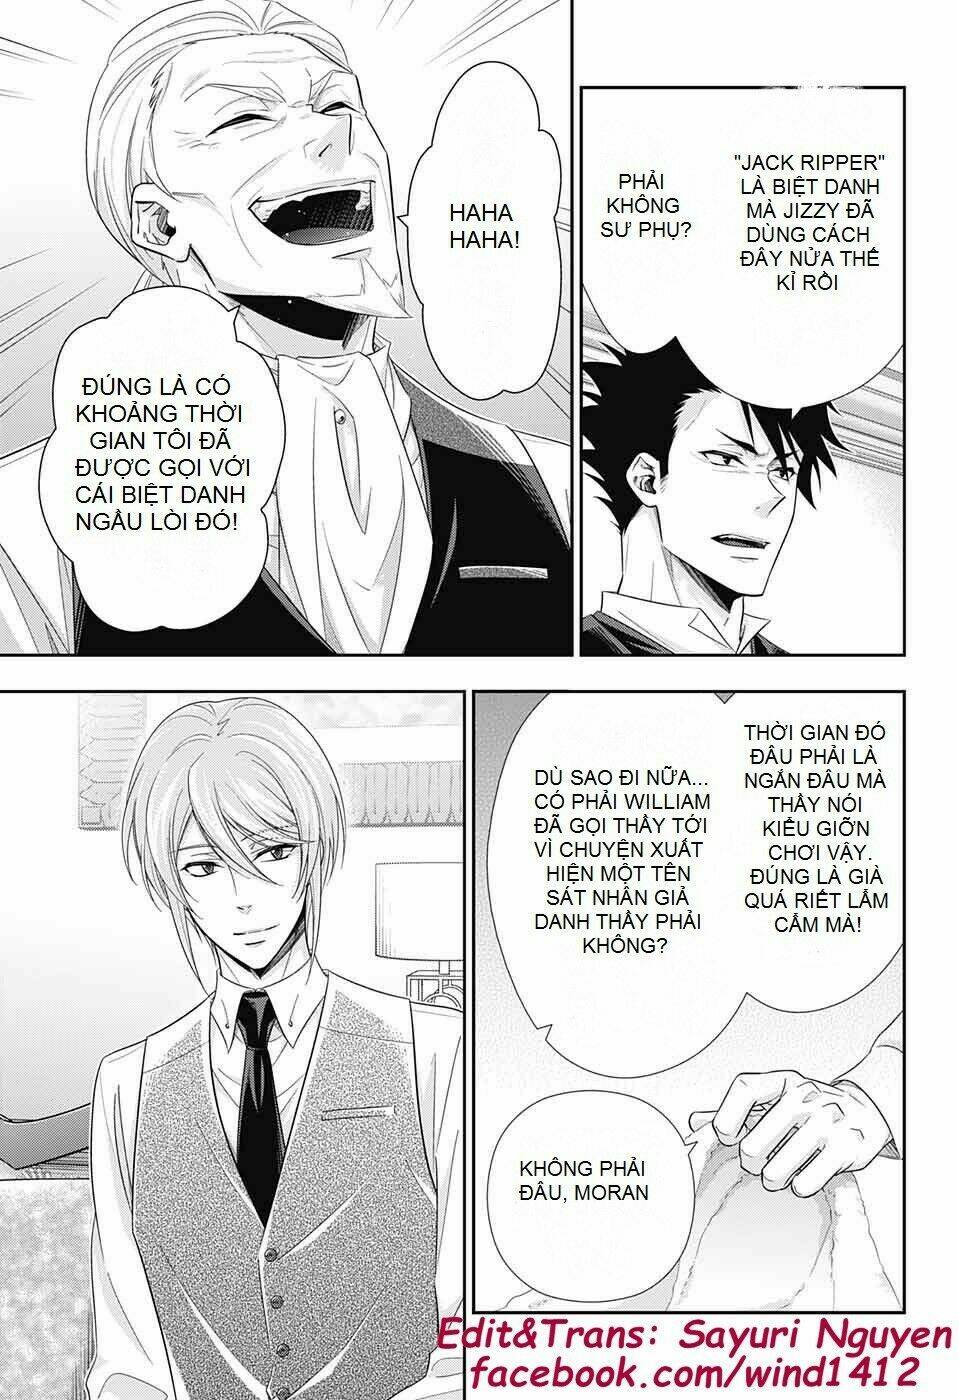 "JACK RIPPER"
LÀ BIỆT DANH
MÀ JIZZY ĐÃ
DÙNG CÁCH
ĐÂY NỬA THẾ
KỈ RỒI
PHẢI
KHÔNG
SƯ PHỤ?
HAHA
HAHA!
ĐÚNG LÀ CÓ
KHOẢNG THỜI
GIAN TÔI ĐÃ
ĐƯỢC GỌI VỚI
CÁI BIỆT DANH
NGẦU LÒI ĐÓ!
THỜI GIAN ĐÓ
ĐÂU PHẢI LÀ
NGẮN ĐÂU MÀ
THẦY NÓI
KIỂU GIỠN
CHƠI VẬY.
ĐÚNG LÀ GIÀ
QUÁ RIẾT LẨM
CẨM MÀ!
DÙ SAO ĐI NỮA...
CÓ PHẢI WILLIAM
ĐÃ GỌI THẦY TỚI
VÌ CHUYỆN XUẤT
HIỆN MỘT TÊN
SÁT NHÂN GIẢ
DANH THẦY PHẢI
KHÔNG?
KHÔNG PHẢI
ĐÂU, MORAN
Edit&Trans: Sayuri Nguyen
facebook.com/wind1412